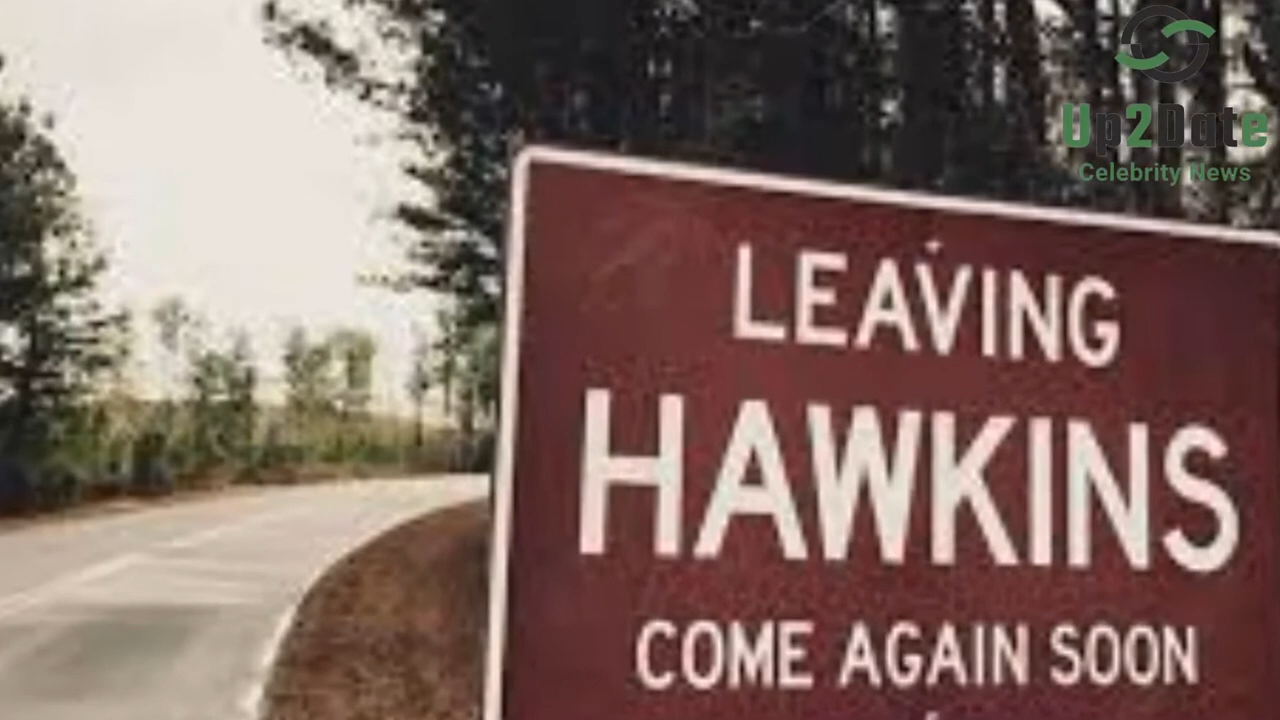 Up2Date
Celebrity News
LEAVING
HAWKINS
COME AGAIN SOON